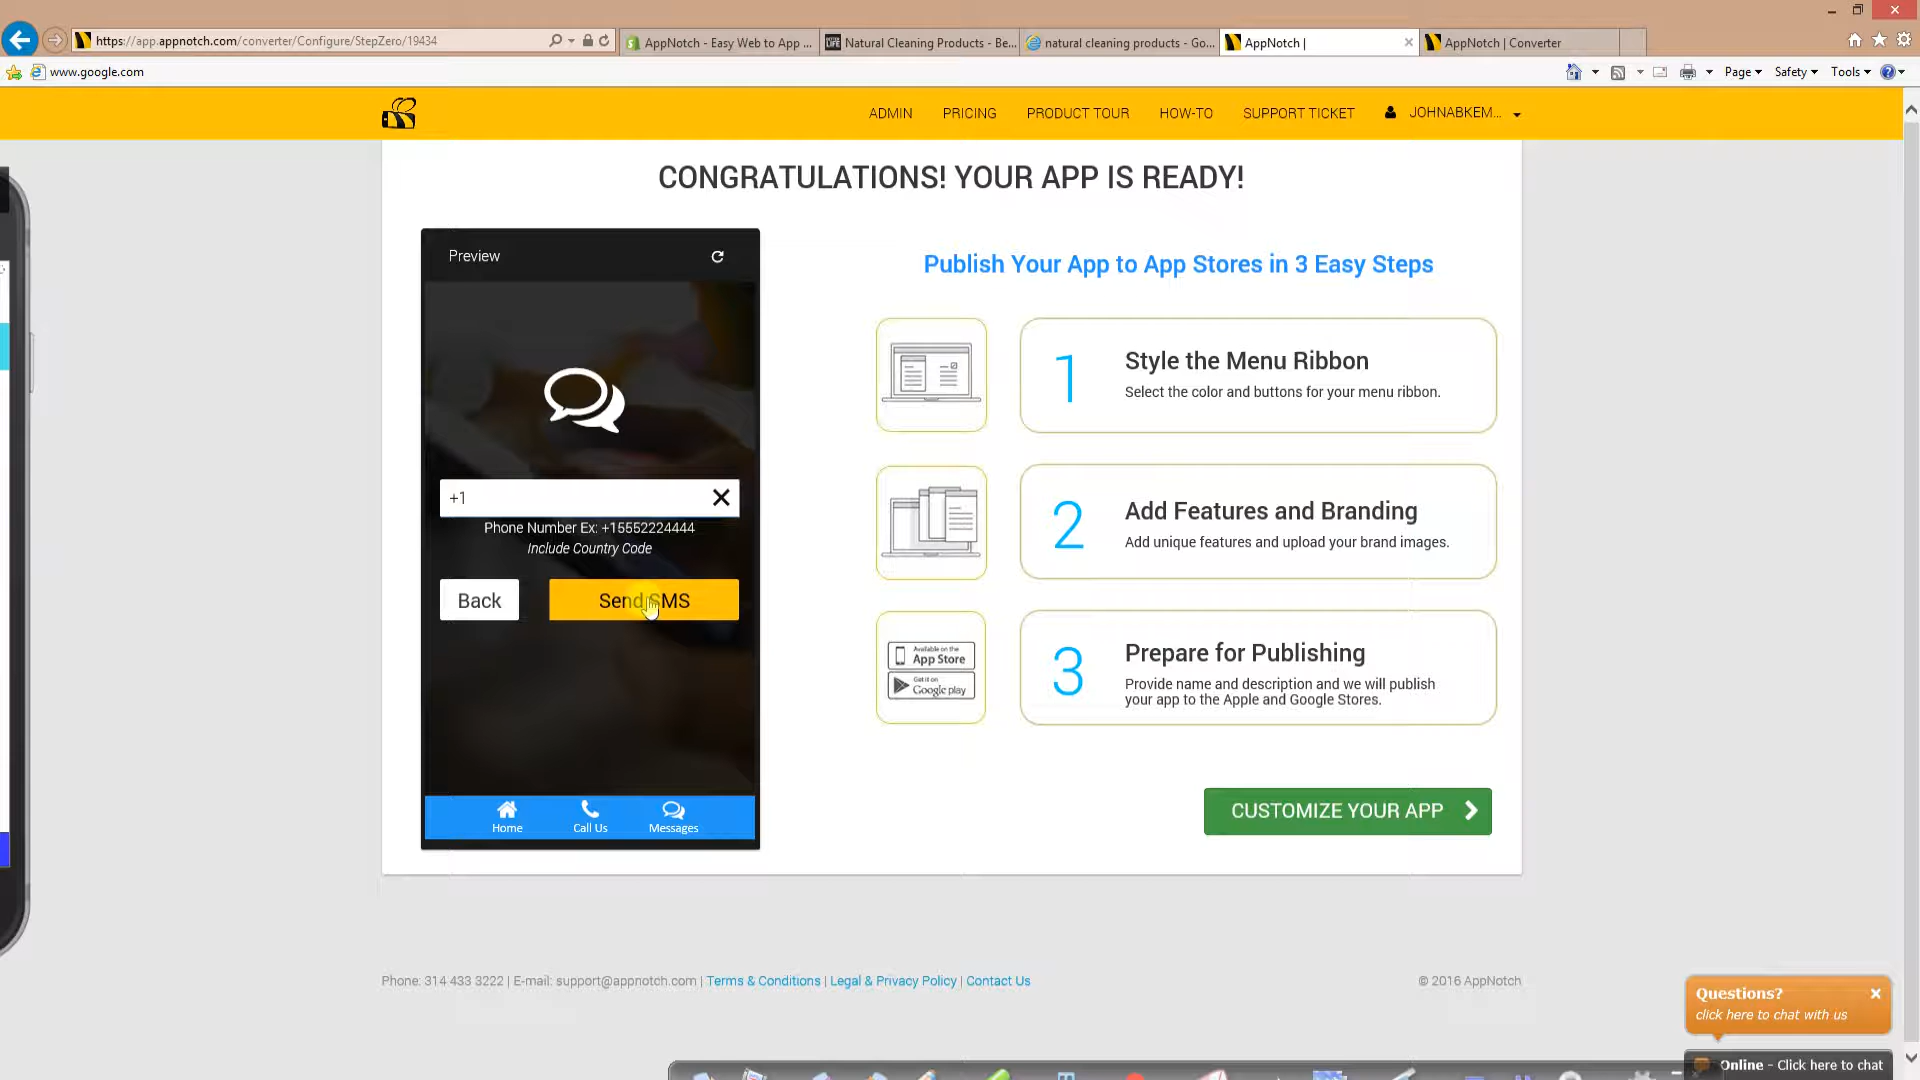 https://app.appnotch.com/converter/Configure/StepZero/19434
AppNotch - Easy Web to App ...
Natural Cleaning Products - Be...
natural cleaning products - Go...
AppNotch |
AppNotch | Converter
www.google.com
Page
Safety
Tools
ADMIN
PRICING
PRODUCT TOUR
HOW-TO
SUPPORT TICKET
JOHNABKEM...
CONGRATULATIONS! YOUR APP IS READY!
Preview
+1
Phone Number Ex: +15552224444
Include Country Code
Back
Send SMS
Home
Call Us
Messages
Publish Your App to App Stores in 3 Easy Steps
1
Style the Menu Ribbon
Select the color and buttons for your menu ribbon.
2
Add Features and Branding
Add unique features and upload your brand images.
Available on the
App Store
Get it on
Google play
3
Prepare for Publishing
Provide name and description and we will publish
your app to the Apple and Google Stores.
CUSTOMIZE YOUR APP
Phone: 314 433 3222 | E-mail: support@appnotch.com | Terms & Conditions | Legal & Privacy Policy | Contact Us
© 2016 AppNotch
Questions?
click here to chat with us
Online - Click here to chat